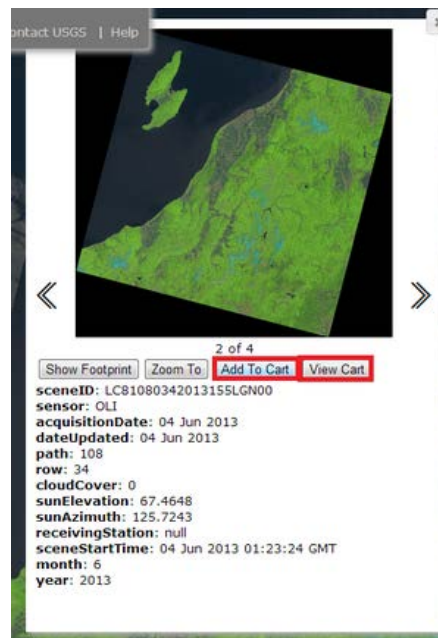 ontact USGS | Help
2 of 4
Show Footprint Zoom To Add To Cart View Cart
sceneID: LC81080342013155LGN00
sensor: OLI
acquisitionDate: 04 Jun 2013
dateUpdated: 04 Jun 2013
path: 108
row: 34
cloudCover: 0
sunElevation: 67.4648
sunAzimuth: 125.7243
receivingStation: null
sceneStartTime: 04 Jun 2013 01:23:24 GMT
month: 6
year: 2013